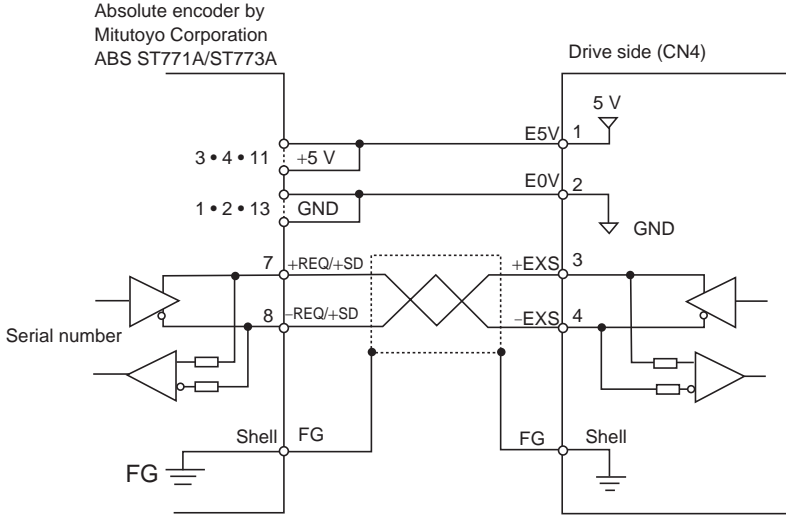 Absolute encoder by
Mitutoyo Corporation
ABS ST771A/ST773A
Drive side (CN4)
5 V
E5V 1
3 • 4 • 11 +5 V
E0V 2
1 • 2 • 13 GND
GND
7 +REQ/+SD
+EXS 3
8 −REQ/+SD
−EXS 4
Serial number
Shell FG
FG Shell
FG